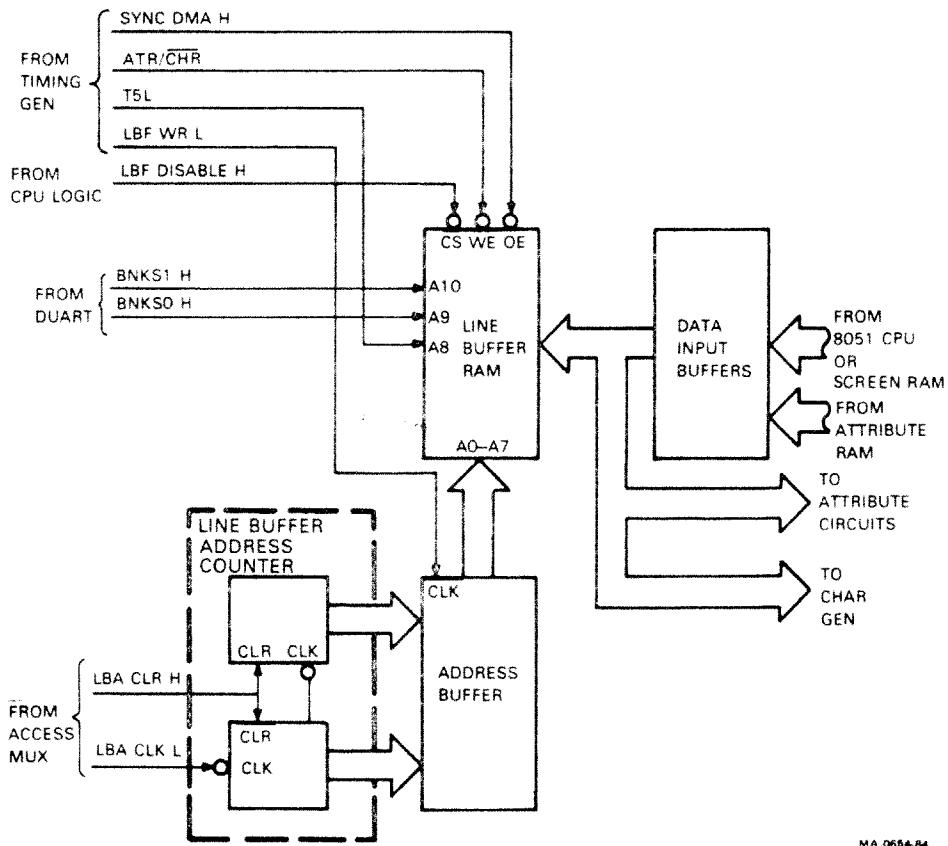 SYNC DMA H
FROM
TIMING
GEN
ATR/CHR
T5L
LBF WR L
FROM
CPU LOGIC
LBF DISABLE H
CS WE OE
FROM
DUART
BNKS1 H
BNKS0 H
A10
A9
A8
LINE
BUFFER
RAM
A0–A7
DATA
INPUT
BUFFERS
FROM
8051 CPU
OR
SCREEN RAM
FROM
ATTRIBUTE
RAM
TO
ATTRIBUTE
CIRCUITS
TO
CHAR
GEN
LINE BUFFER
ADDRESS
COUNTER
CLR CLK
CLR
CLK
CLK
ADDRESS
BUFFER
FROM
ACCESS
MUX
LBA CLR H
LBA CLK L
MA-0654-84